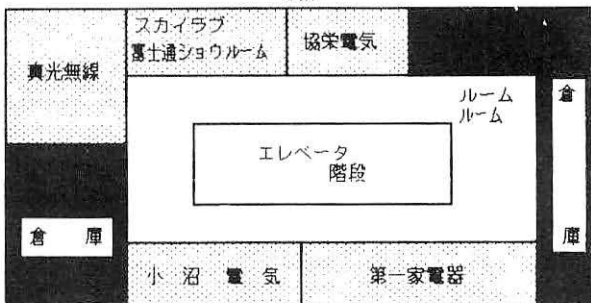 スカイラブ
富士通ショウルーム
協栄電気
真光無線
ルーム
ルーム
倉庫
エレベータ
階段
倉庫
小沼電気
第一家電器